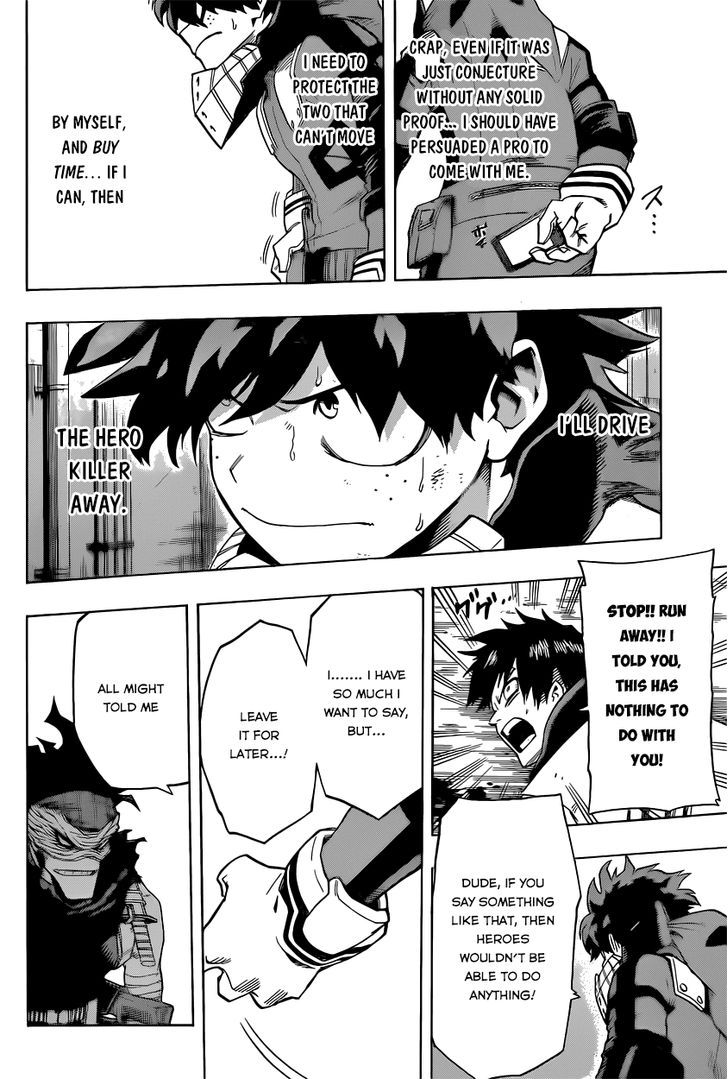 CRAP, EVEN IF IT WAS
JUST CONJECTURE
WITHOUT ANY SOLID
PROOF... I SHOULD HAVE
PERSUADED A PRO TO
COME WITH ME.
I NEED TO
PROTECT THE
TWO THAT
CAN'T MOVE
BY MYSELF,
AND BUY
TIME... IF I
CAN, THEN
I'LL DRIVE
THE HERO
KILLER
AWAY.
STOP!! RUN
AWAY!! I
TOLD YOU,
THIS HAS
NOTHING TO
DO WITH
YOU!
DUDE, IF YOU
SAY SOMETHING
LIKE THAT, THEN
HEROES
WOULDN'T BE
ABLE TO DO
ANYTHING!
I....... I HAVE
SO MUCH I
WANT TO SAY,
BUT...
LEAVE
IT FOR
LATER...!
ALL MIGHT
TOLD ME